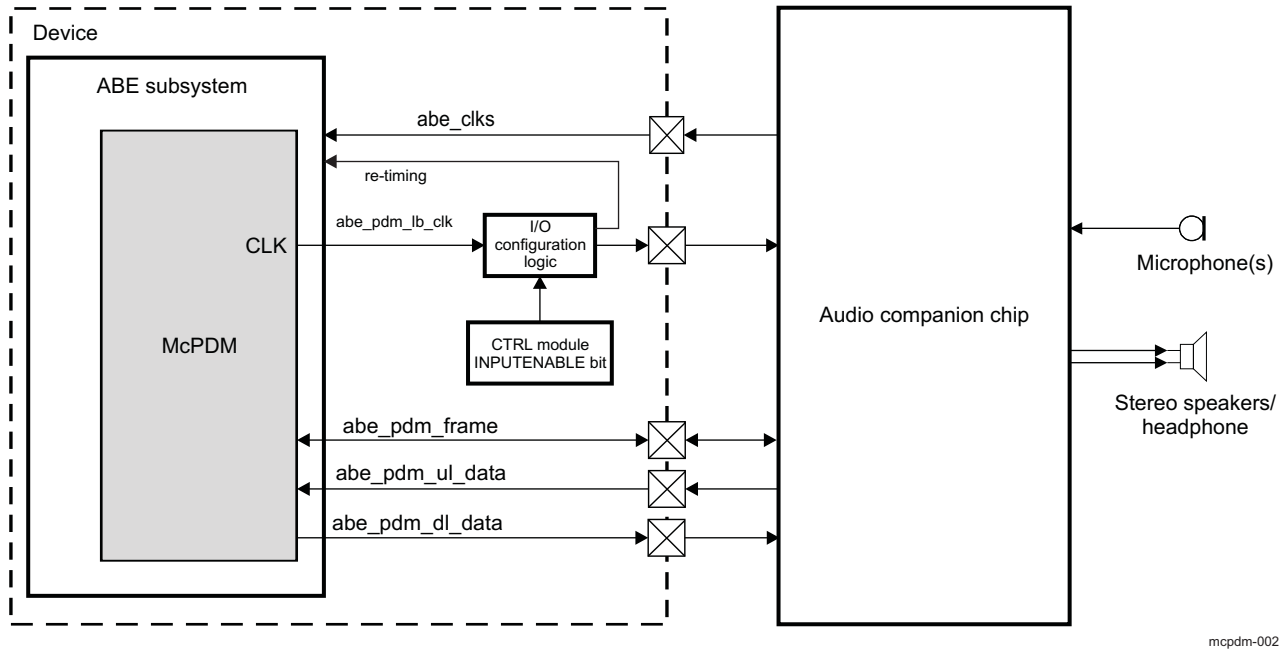 Device
ABE subsystem
abe_clks
re-timing
abe_pdm_lb_clk
I/O
configuration
logic
CLK
CTRL module
INPUTENABLE bit
McPDM
abe_pdm_frame
abe_pdm_ul_data
abe_pdm_dl_data
Audio companion chip
Microphone(s)
Stereo speakers/
headphone
mcpdm-002